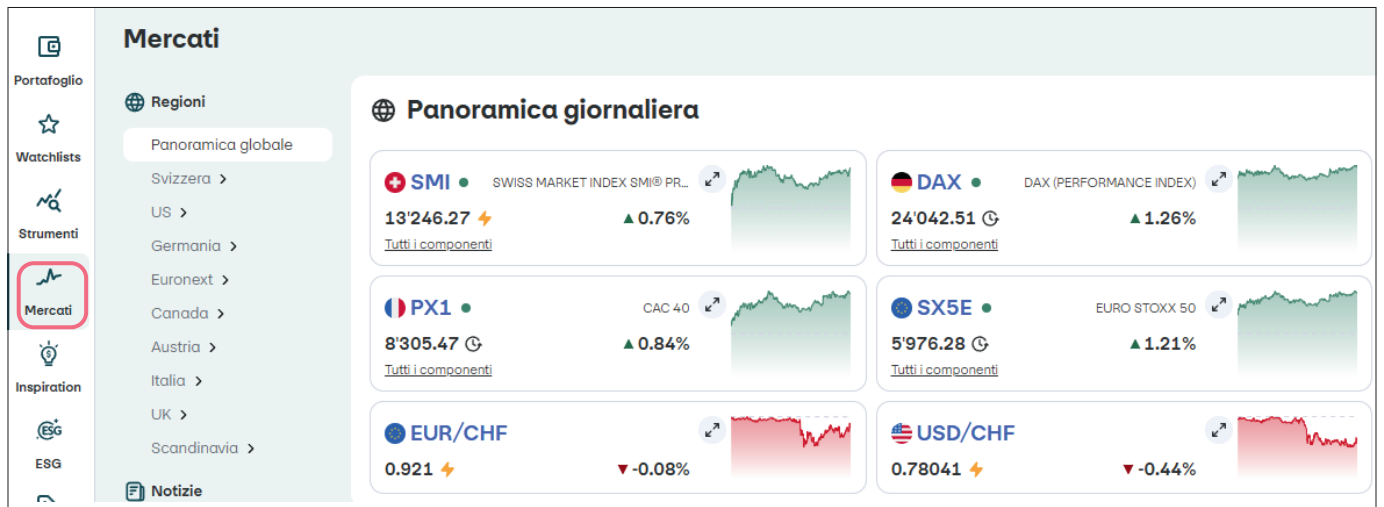 Mercati
Portafoglio
Watchlists
Strumenti
Mercati
Inspiration
ESG
ESG
Regioni
Panoramica globale
Svizzera
US
Germania
Euronext
Canada
Austria
Italia
UK
Scandinavia
Notizie
Panoramica giornaliera
SMI SWISS MARKET INDEX SMI® PR...
13'246.27 ▲ 0.76%
Tutti i componenti
DAX DAX (PERFORMANCE INDEX)
24'042.51 ▲ 1.26%
Tutti i componenti
PX1 CAC 40
8'305.47 ▲ 0.84%
Tutti i componenti
SX5E EURO STOXX 50
5'976.28 ▲ 1.21%
Tutti i componenti
EUR/CHF
0.921 ▼ -0.08%
USD/CHF
0.78041 ▼ -0.44%